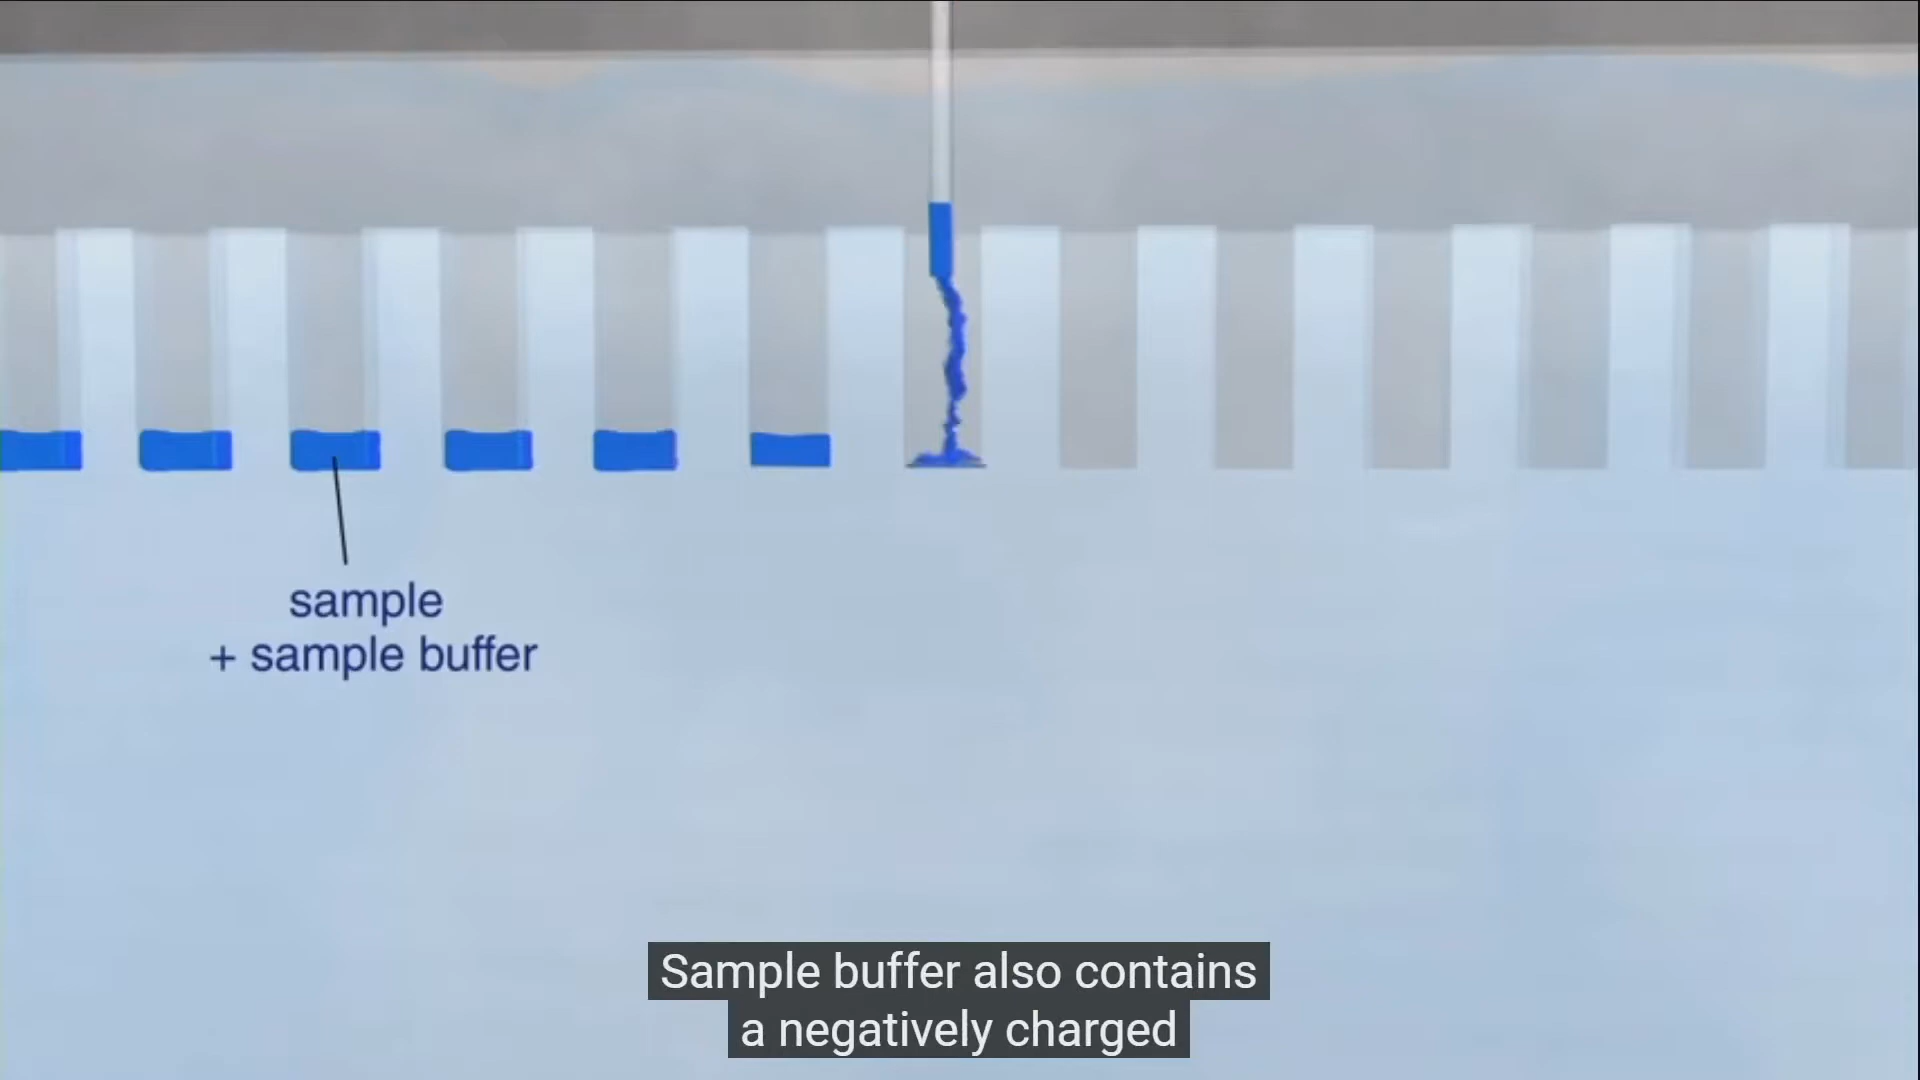 sample
+ sample buffer
Sample buffer also contains
a negatively charged